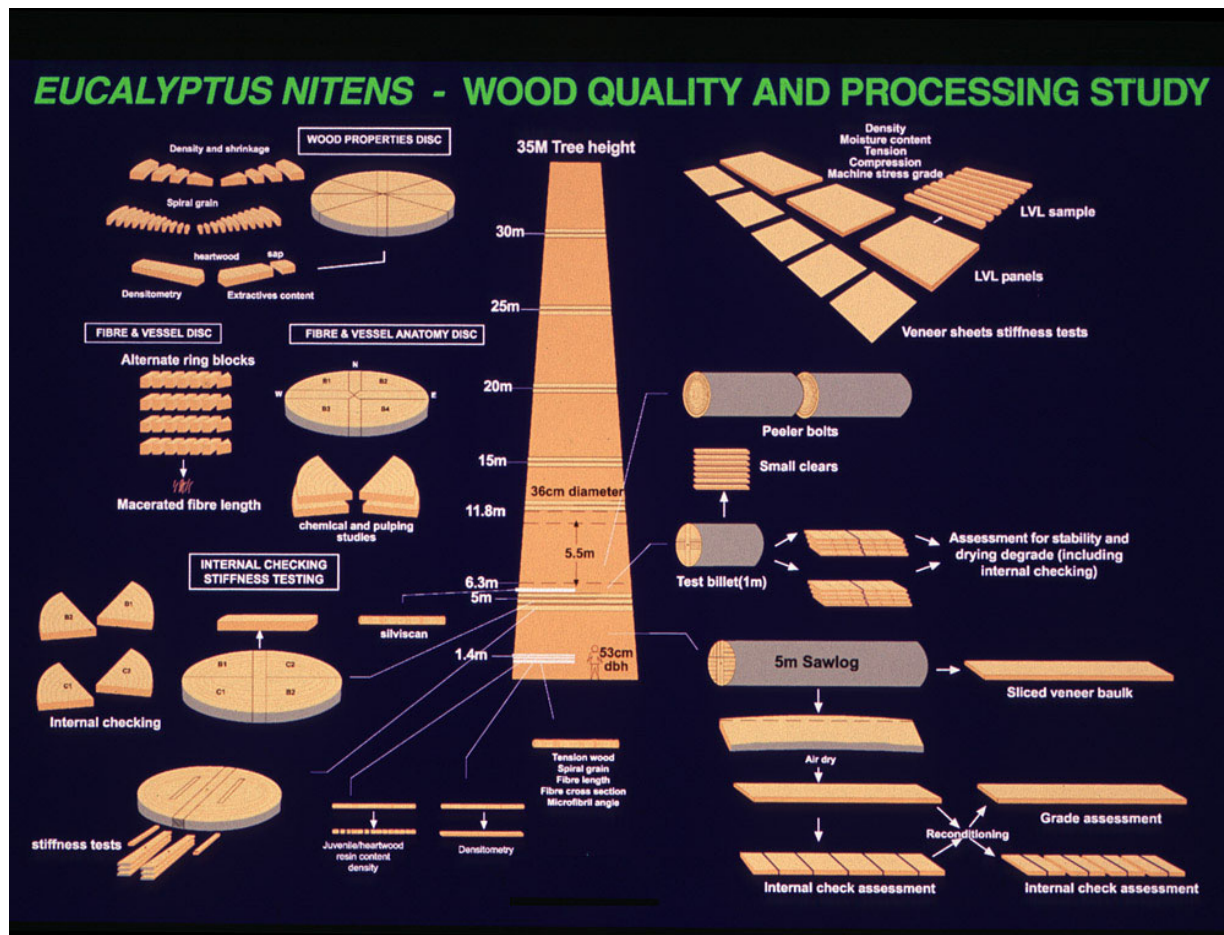 EUCALYPTUS NITENS - WOOD QUALITY AND PROCESSING STUDY
WOOD PROPERTIES DISC
Density and shrinkage
Spiral grain
heartwood
sap
Densitometry
Extractives content
FIBRE & VESSEL DISC
Alternate ring blocks
Macerated fibre length
FIBRE & VESSEL ANATOMY DISC
N
B1
B2
W
E
B3
B4
chemical and pulping
studies
INTERNAL CHECKING
STIFFNESS TESTING
B2
B1
C1
C2
Internal checking
B1
C2
C1
B2
silviscan
stiffness tests
Juvenile/heartwood
resin content
density
Densitometry
Tension wood
Spiral grain
Fibre length
Fibre cross section
Microfibril angle
35M Tree height
30m
25m
20m
15m
36cm diameter
11.8m
5.5m
6.3m
5m
1.4m
53cm
dbh
Density
Moisture content
Tension
Compression
Machine stress grade
LVL sample
LVL panels
Veneer sheets stiffness tests
Peeler bolts
Small clears
Test billet(1m)
Assessment for stability and
drying degrade (including
internal checking)
5m Sawlog
Sliced veneer baulk
Air dry
Reconditioning
Grade assessment
Internal check assessment
Internal check assessment